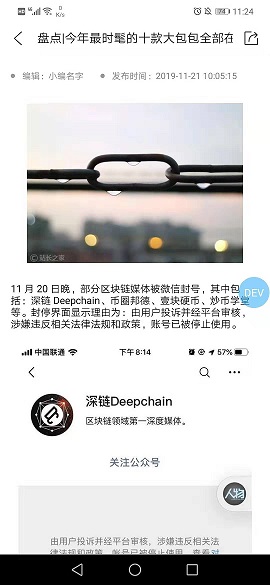 11:24
盘点|今年最时髦的十款大包包全部在
编辑：小编名字
发布时间：2019-11-21 10:05:15
站长之家
11 月 20 日晚，部分区块链媒体被微信封号，其中包
括：深链 Deepchain、币圈邦德、壹块硬币、炒币学堂
等。封停界面显示理由为：由用户投诉并经平台审核，
涉嫌违反相关法律法规和政策，账号已被停止使用。
DEV
中国联通
下午8:14
57%
深链Deepchain
区块链领域第一深度媒体。
关注公众号
人物
由用户投诉并经平台审核，涉嫌违反相关法
律法规和政策，账号已被停止使用，查看对